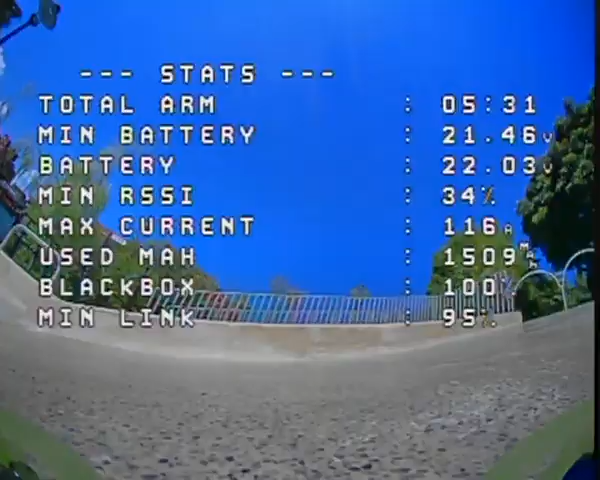 --- STATS ---
TOTAL ARM : 05:31
MIN BATTERY : 21.46V
BATTERY : 22.03V
MIN RSSI : 34%
MAX CURRENT : 116A
USED MAH : 1509MAH
BLACKBOX : 100%
MIN LINK : 95%